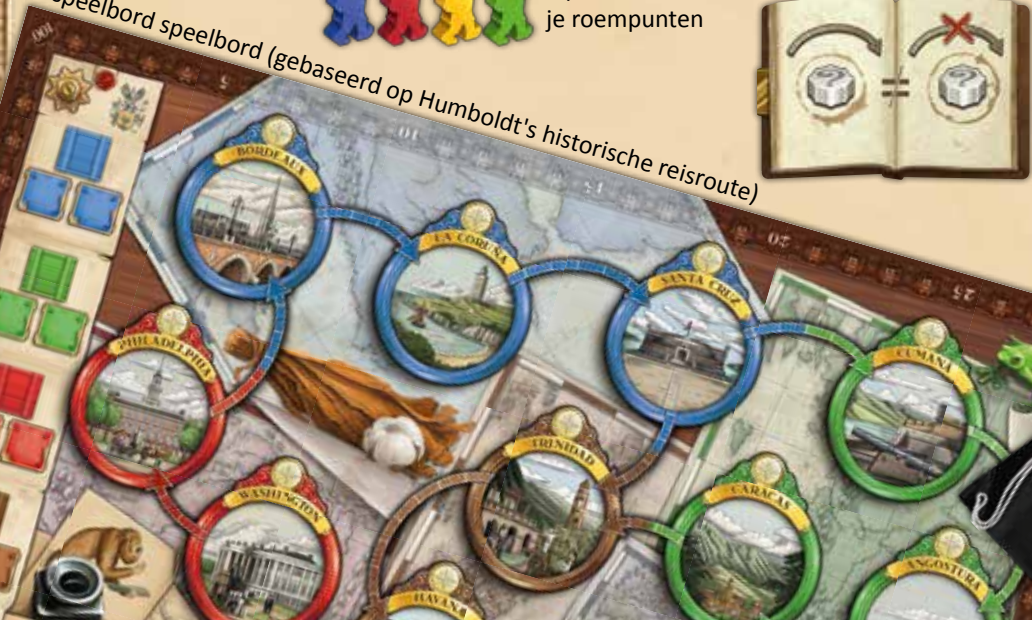 je roempunten
speelbord speelbord (gebaseerd op Humboldt's historische reisroute)
100
5
10
15
20
25
BORDEAUX
LA CORUÑA
SANTA CRUZ
CUMANA
PHILADELPHIA
TRINIDAD
WASHINGTON
CARACAS
HAVANA
ANGOSTURA